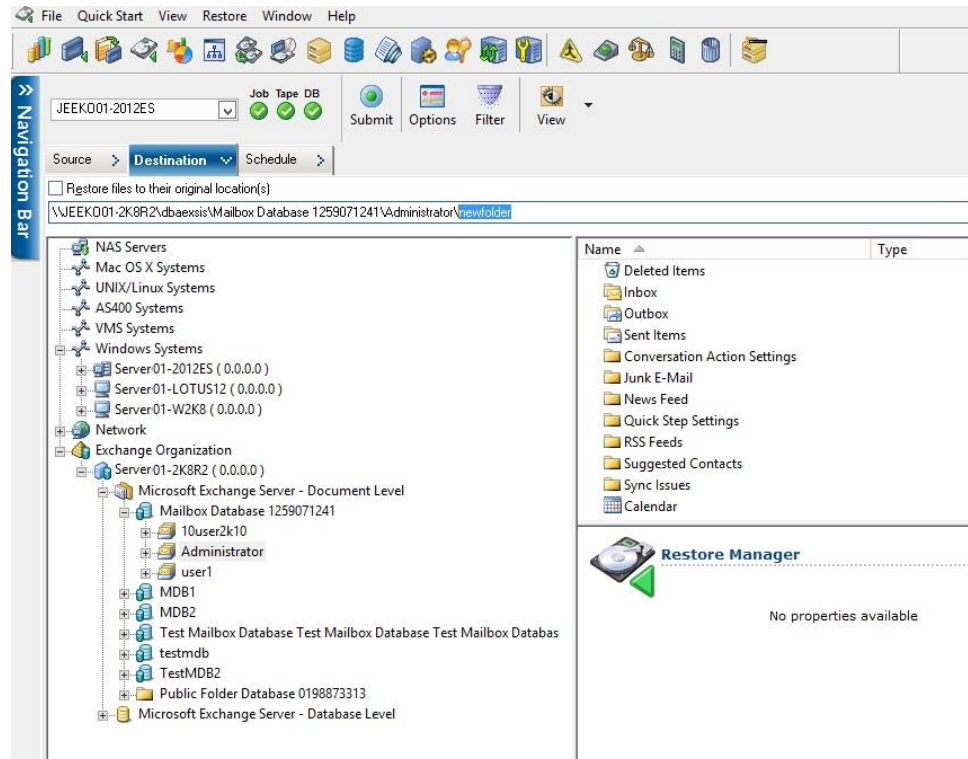 File Quick Start View Restore Window Help
Navigation Bar
JEEKO01-2012ES
Job Tape DB
Submit Options Filter View
Source > Destination Schedule >
Restore files to their original location(s)
\\JEEKO01-2K8R2\dbaexsis\Mailbox Database 1259071241\Administrator\newfolder
NAS Servers
Mac OS X Systems
UNIX/Linux Systems
AS400 Systems
VMS Systems
Windows Systems
Server01-2012ES ( 0.0.0.0 )
Server01-LOTUS12 ( 0.0.0.0 )
Server01-W2K8 ( 0.0.0.0 )
Network
Exchange Organization
Server01-2K8R2 ( 0.0.0.0 )
Microsoft Exchange Server - Document Level
Mailbox Database 1259071241
10user2k10
Administrator
user1
MDB1
MDB2
Test Mailbox Database Test Mailbox Database Test Mailbox Databas
testmdb
TestMDB2
Public Folder Database 0198873313
Microsoft Exchange Server - Database Level
Name Type
Deleted Items
Inbox
Outbox
Sent Items
Conversation Action Settings
Junk E-Mail
News Feed
Quick Step Settings
RSS Feeds
Suggested Contacts
Sync Issues
Calendar
Restore Manager
No properties available